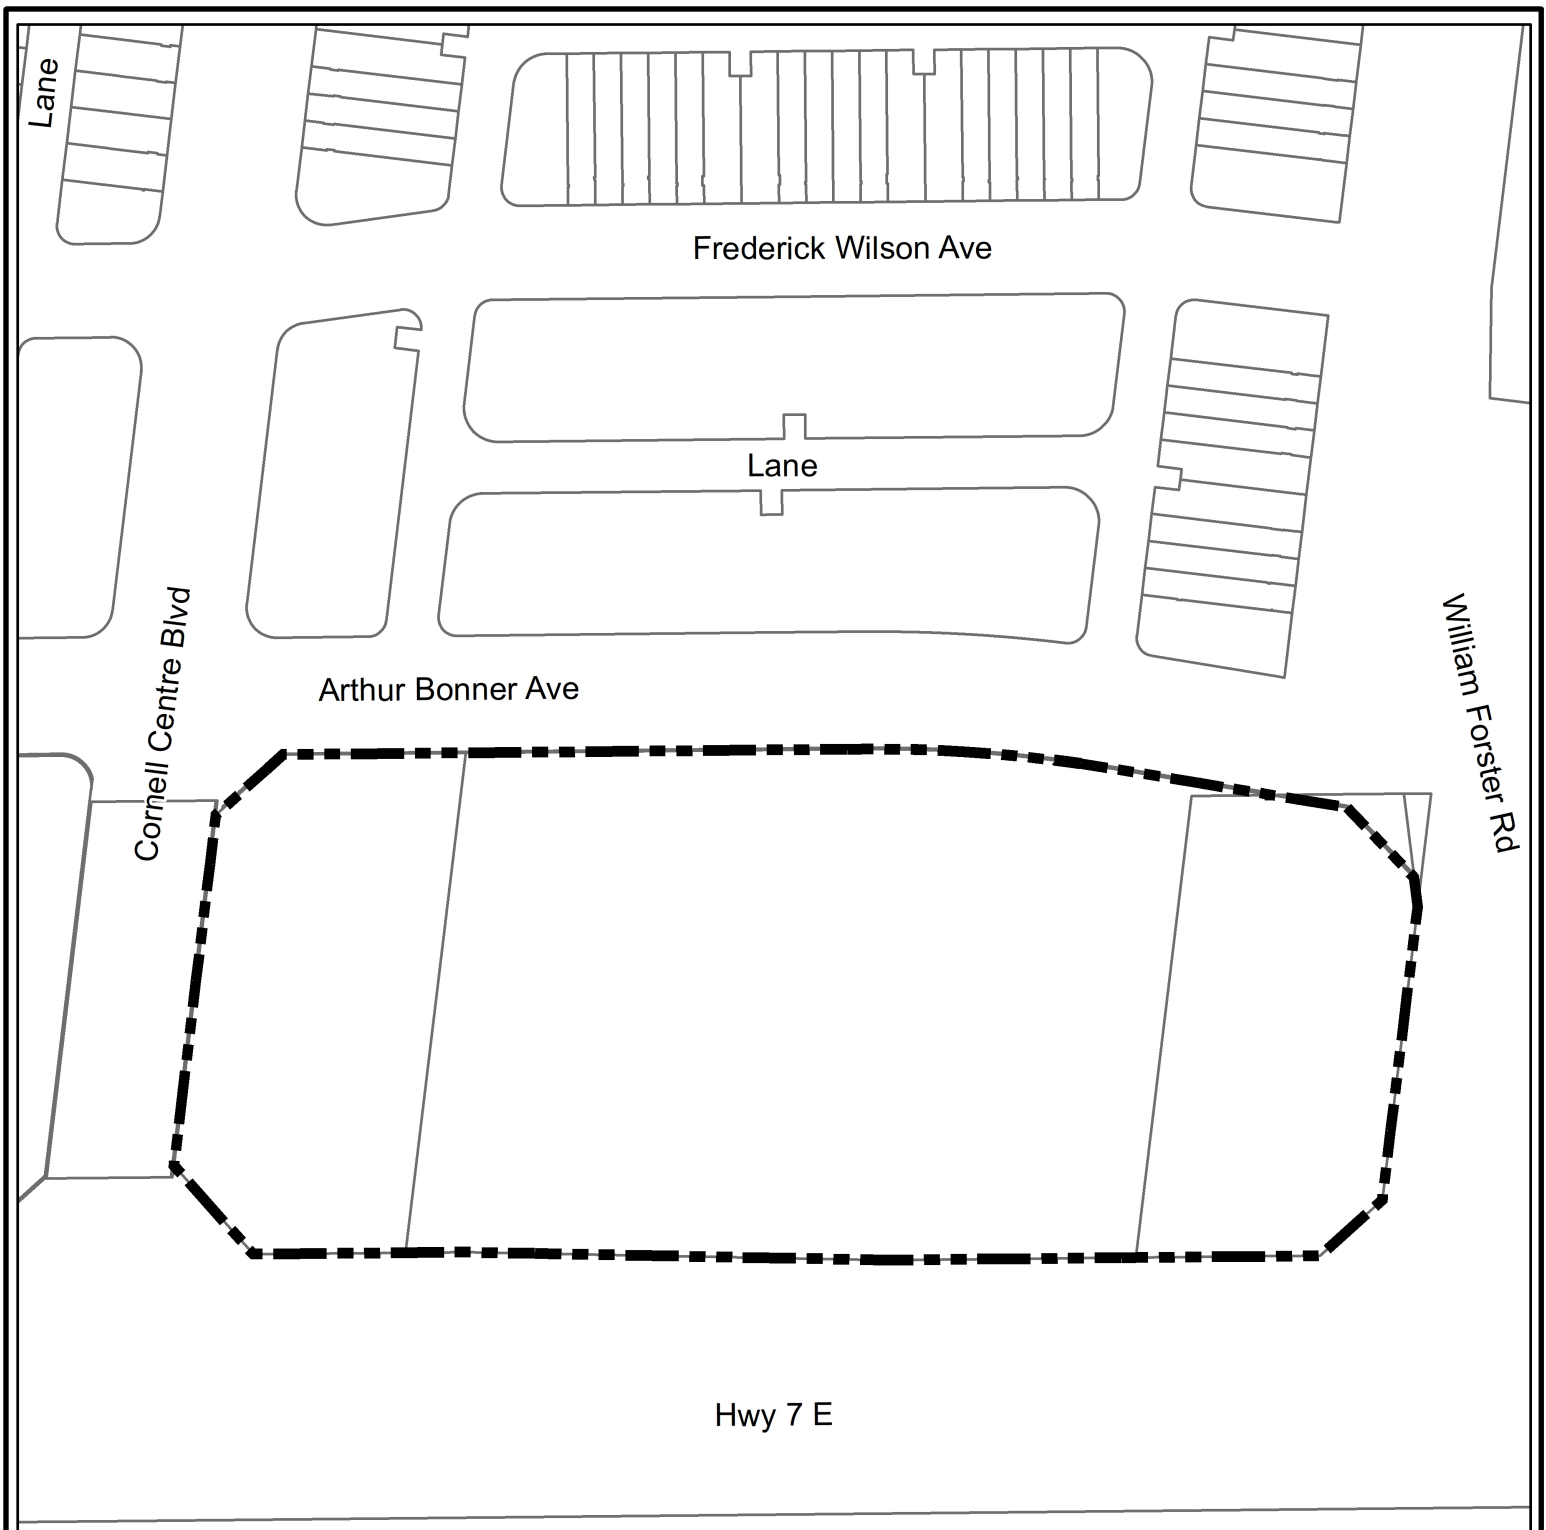 Lane
Frederick Wilson Ave
Lane
Cornell Centre Blvd
William Forster Rd
Arthur Bonner Ave
Hwy 7 E